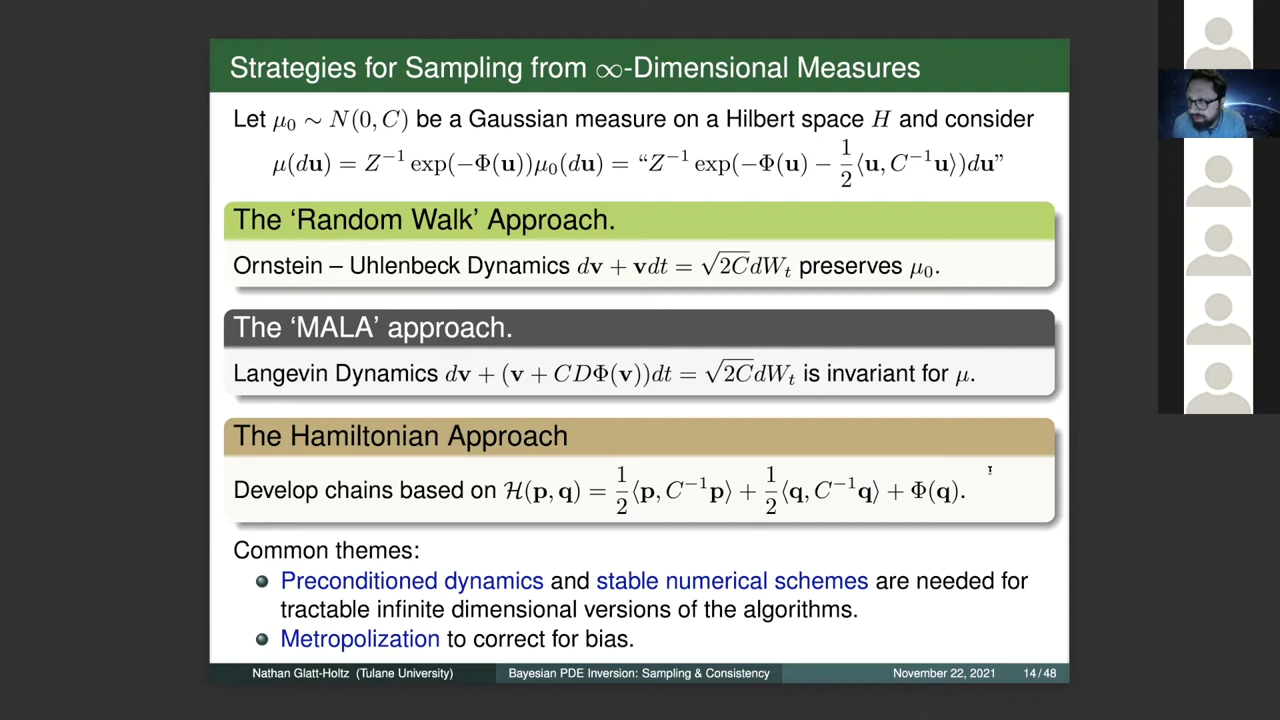 Strategies for Sampling from ∞-Dimensional Measures
Let μ₀ ∼ N(0, C) be a Gaussian measure on a Hilbert space H and consider
μ(du) = Z⁻¹ exp(−Φ(u))μ₀(du) = “Z⁻¹ exp(−Φ(u) − 1/2⟨u, C⁻¹u⟩)du”
The ‘Random Walk’ Approach.
Ornstein – Uhlenbeck Dynamics dv + vdt = √2C dWₜ preserves μ₀.
The ‘MALA’ approach.
Langevin Dynamics dv + (v + CDΦ(v))dt = √2C dWₜ is invariant for μ.
The Hamiltonian Approach
Develop chains based on ℋ(p, q) = 1/2⟨p, C⁻¹p⟩ + 1/2⟨q, C⁻¹q⟩ + Φ(q).
Common themes:
Preconditioned dynamics and stable numerical schemes are needed for
tractable infinite dimensional versions of the algorithms.
Metropolization to correct for bias.
Nathan Glatt-Holtz (Tulane University) Bayesian PDE Inversion: Sampling & Consistency November 22, 2021 14 / 48